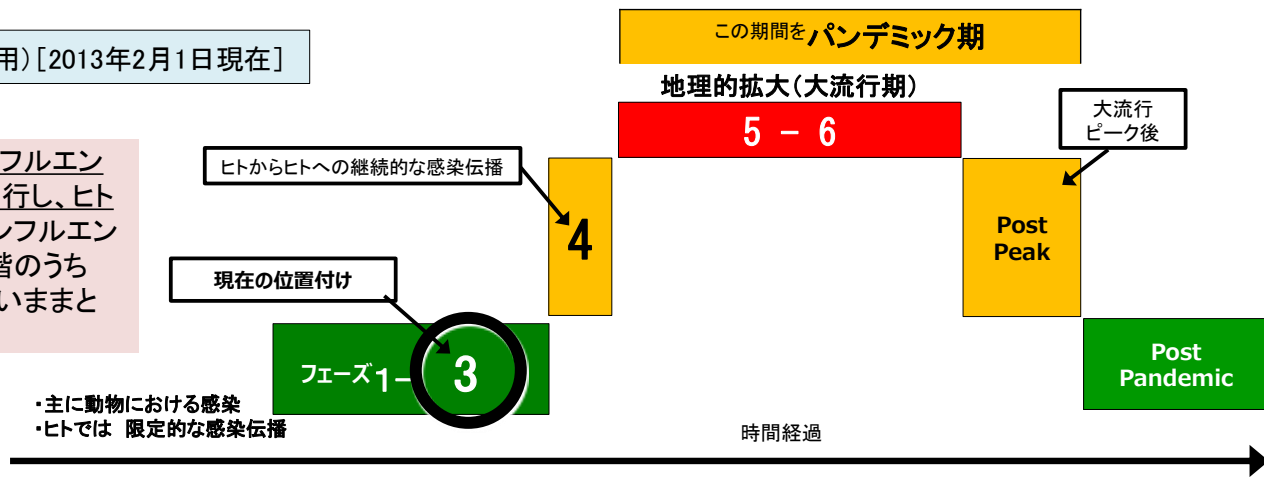 用)[2013年2月1日現在]
この期間をパンデミック期
地理的拡大(大流行期)
5 － 6
大流行
ピーク後
フルエン
行し、ヒト
ンフルエン
階のうち
いままと
ヒトからヒトへの継続的な感染伝播
4
Post
Peak
現在の位置付け
フェーズ1－3
Post
Pandemic
・主に動物における感染
・ヒトでは 限定的な感染伝播
時間経過